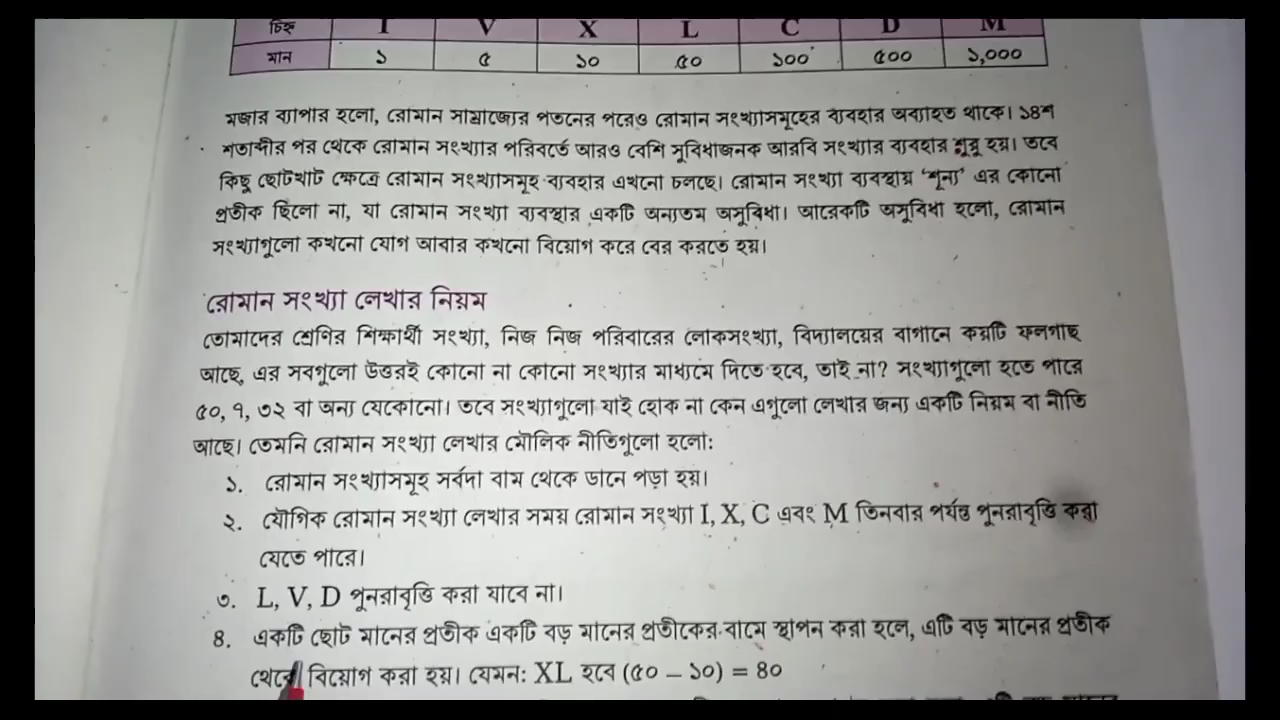 চিহ্ন I V X L C D M
মান ১ ৫ ১০ ৫০ ১০০ ৫০০ ১,০০০
মজার ব্যাপার হলো, রোমান সাম্রাজ্যের পতনের পরেও রোমান সংখ্যাসমূহের ব্যবহার অব্যাহত থাকে। ১৪শ
শতাব্দীর পর থেকে রোমান সংখ্যার পরিবর্তে আরও বেশি সুবিধাজনক আরবি সংখ্যার ব্যবহার শুরু হয়। তবে
কিছু ছোটখাট ক্ষেত্রে রোমান সংখ্যাসমূহ ব্যবহার এখনো চলছে। রোমান সংখ্যা ব্যবস্থায় ‘শূন্য’ এর কোনো
প্রতীক ছিলো না, যা রোমান সংখ্যা ব্যবস্থার একটি অন্যতম অসুবিধা। আরেকটি অসুবিধা হলো, রোমান
সংখ্যাগুলো কখনো যোগ আবার কখনো বিয়োগ করে বের করতে হয়।
রোমান সংখ্যা লেখার নিয়ম
তোমাদের শ্রেণির শিক্ষার্থী সংখ্যা, নিজ নিজ পরিবারের লোকসংখ্যা, বিদ্যালয়ের বাগানে কয়টি ফলগাছ
আছে, এর সবগুলো উত্তরই কোনো না কোনো সংখ্যার মাধ্যমে দিতে হবে, তাই না? সংখ্যাগুলো হতে পারে
৫০, ৭, ৩২ বা অন্য যেকোনো। তবে সংখ্যাগুলো যাই হোক না কেন এগুলো লেখার জন্য একটি নিয়ম বা নীতি
আছে। তেমনি রোমান সংখ্যা লেখার মৌলিক নীতিগুলো হলো:
১. রোমান সংখ্যাসমূহ সর্বদা বাম থেকে ডানে পড়া হয়।
২. যৌগিক রোমান সংখ্যা লেখার সময় রোমান সংখ্যা I, X, C এবং M তিনবার পর্যন্ত পুনরাবৃত্তি করা
যেতে পারে।
৩. L, V, D পুনরাবৃত্তি করা যাবে না।
৪. একটি ছোট মানের প্রতীক একটি বড় মানের প্রতীকের বামে স্থাপন করা হলে, এটি বড় মানের প্রতীক
থেকে বিয়োগ করা হয়। যেমন: XL হবে (৫০ – ১০) = ৪০